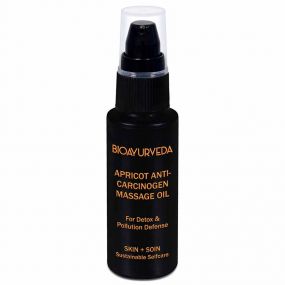 BIOAYURVEDA
APRICOT ANTI-
CARCINOGEN
MASSAGE OIL
For Detox &
Pollution Defense
SKIN + SOIN
Sustainable Selfcare